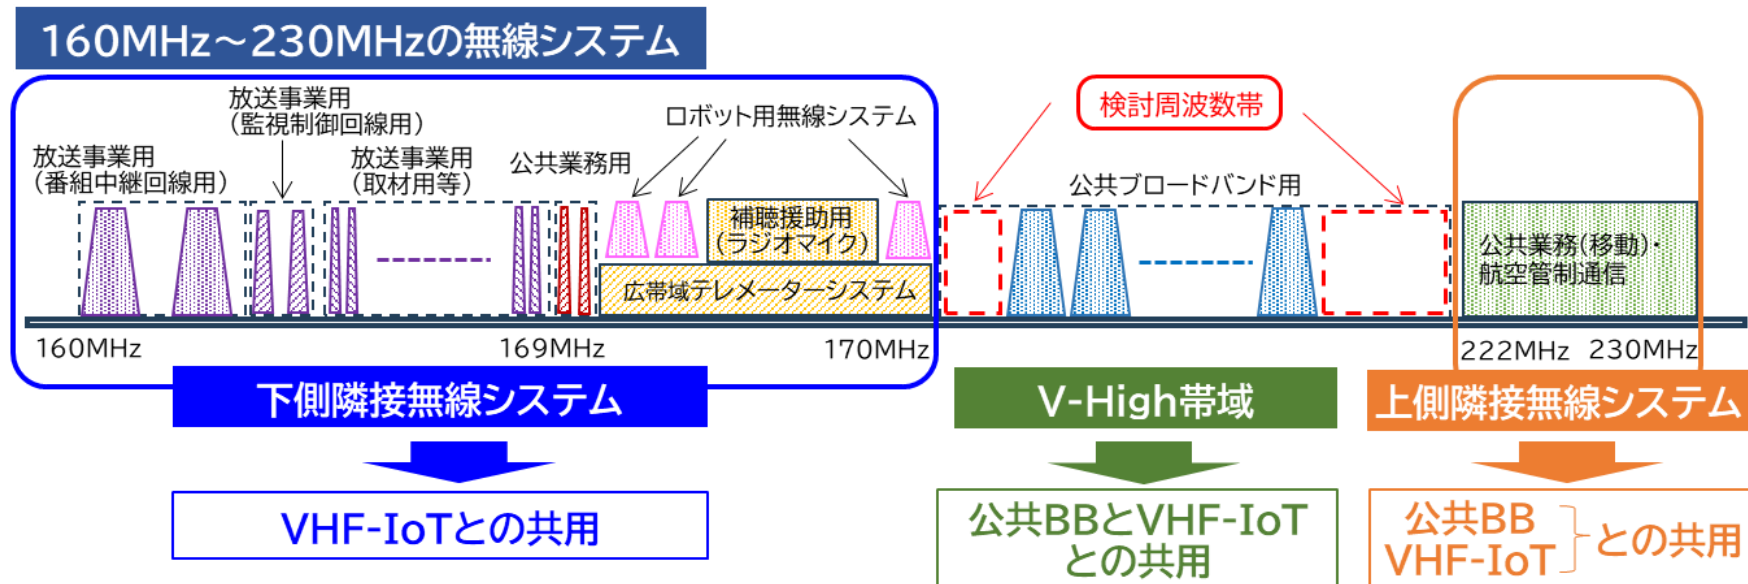 160MHz～230MHzの無線システム
放送事業用
（監視制御回線用）
ロボット用無線システム
検討周波数帯
放送事業用
（番組中継回線用）
放送事業用
（取材用等）
公共業務用
公共ブロードバンド用
補聴援助用
（ラジオマイク）
公共業務（移動）・
航空管制通信
広帯域テレメーターシステム
160MHz
169MHz
170MHz
222MHz
230MHz
下側隣接無線システム
V-High帯域
上側隣接無線システム
VHF-IoTとの共用
公共BBとVHF-IoT
との共用
公共BB
VHF-IoT
との共用